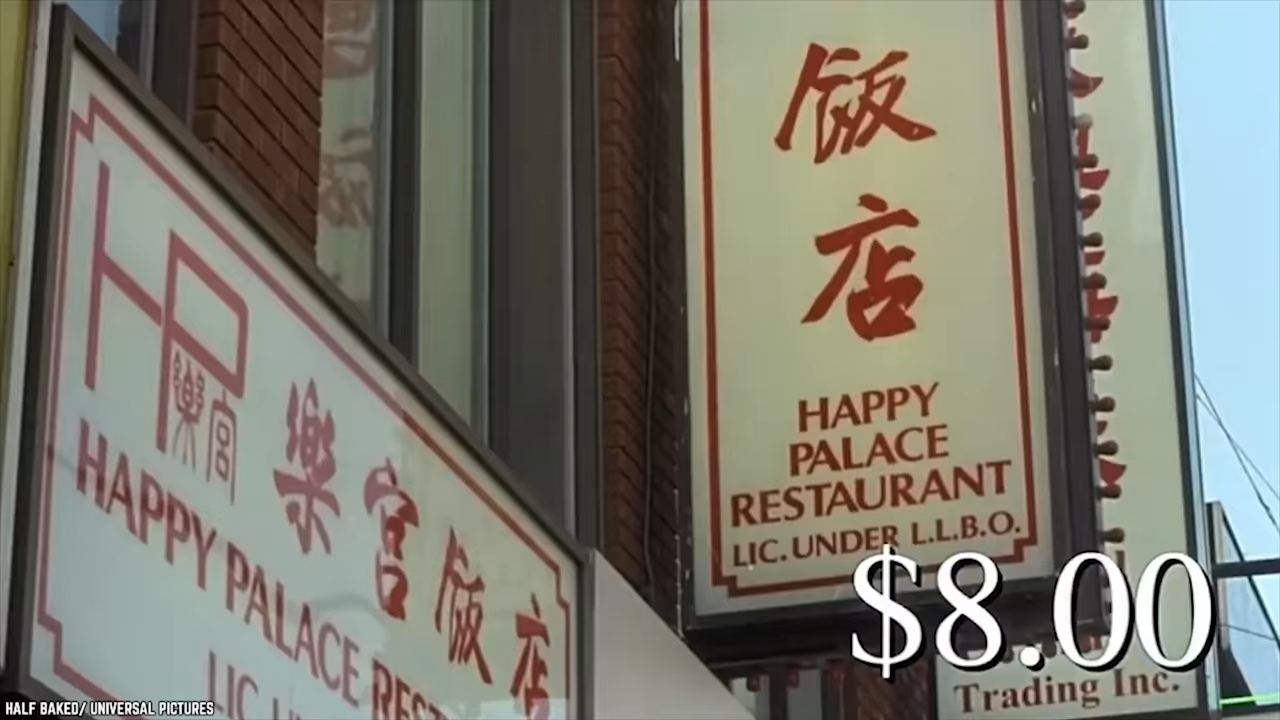 HP
樂宮
樂宮飯店
HAPPY PALACE REST
LIC.
飯
店
HAPPY
PALACE
RESTAURANT
LIC. UNDER L.L.B.O.
$8.00
Trading Inc.
HALF BAKED/ UNIVERSAL PICTURES